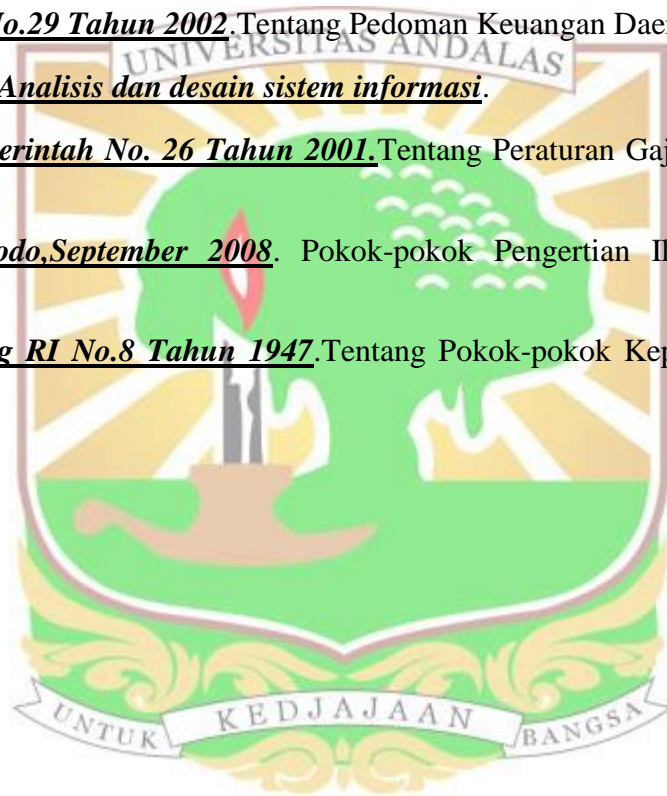 No.29 Tahun 2002.Tentang Pedoman Keuangan Daer
UNIVERSITAS ANDALAS
Analisis dan desain sistem informasi.
erintah No. 26 Tahun 2001.Tentang Peraturan Gaj
odo,September 2008. Pokok-pokok Pengertian Il
g RI No.8 Tahun 1947.Tentang Pokok-pokok Kep
UNTUK KEDJAJAAN BANGSA